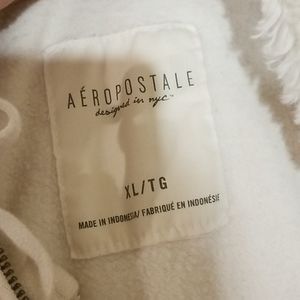 AÉROPOSTALE
designed in nyc™
XL/TG
MADE IN INDONESIA/ FABRIQUÉ EN INDONÉSIE